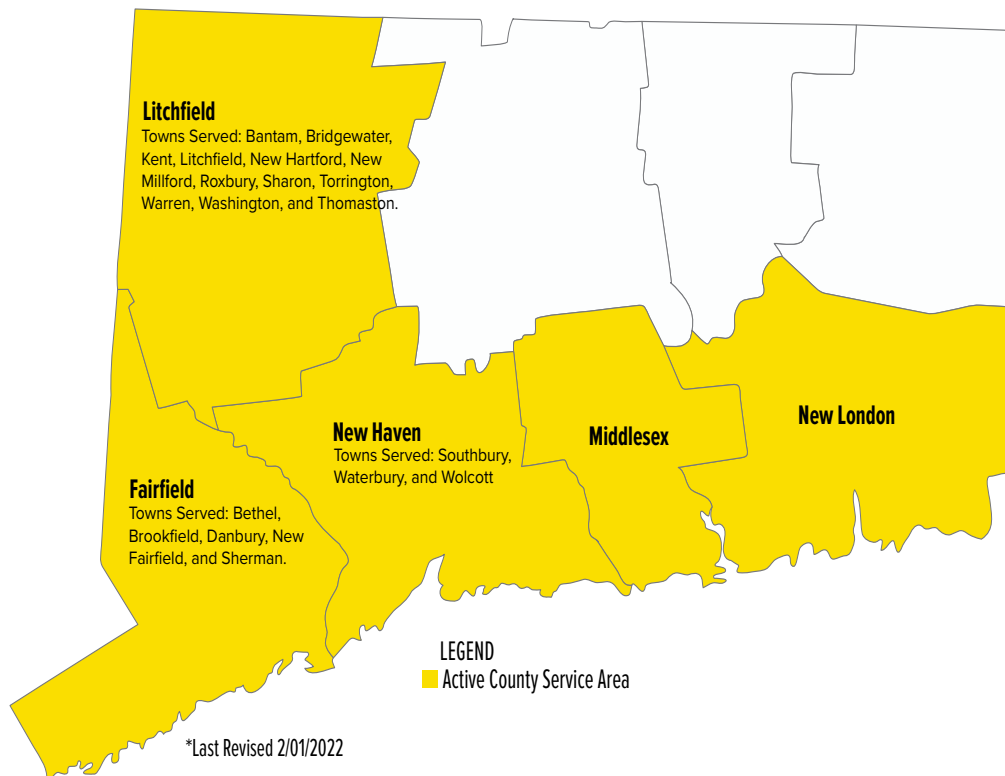 Litchfield
Towns Served: Bantam, Bridgewater,
Kent, Litchfield, New Hartford, New
Millford, Roxbury, Sharon, Torrington,
Warren, Washington, and Thomaston.
New Haven
Towns Served: Southbury,
Waterbury, and Wolcott
Middlesex
New London
Fairfield
Towns Served: Bethel,
Brookfield, Danbury, New
Fairfield, and Sherman.
LEGEND
Active County Service Area
*Last Revised 2/01/2022